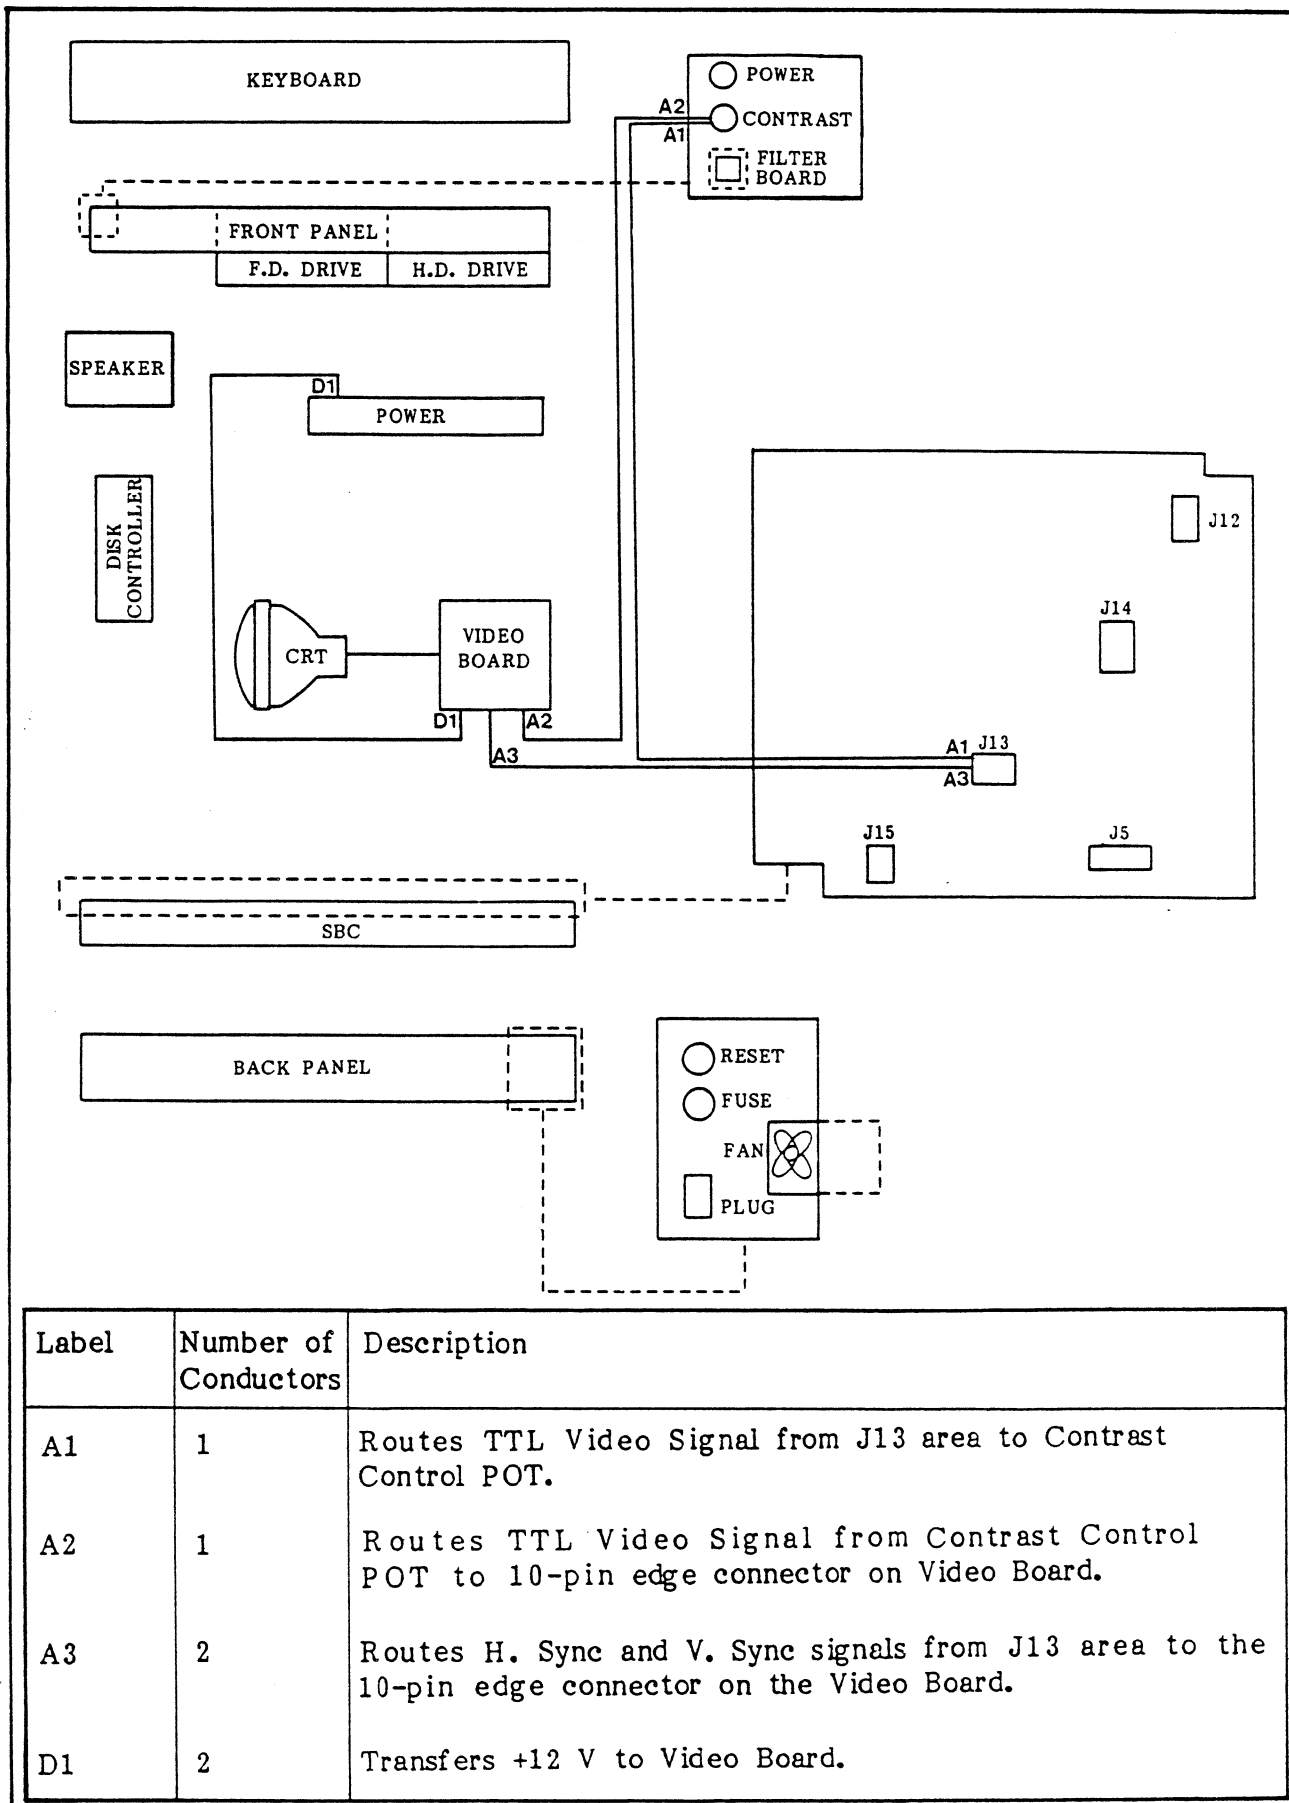 KEYBOARD
POWER
A2
CONTRAST
A1
FILTER
BOARD
FRONT PANEL
F.D. DRIVE
H.D. DRIVE
SPEAKER
D1
POWER
DISK
CONTROLLER
J12
J14
CRT
VIDEO
BOARD
D1
A2
A3
A1
J13
A3
J15
J5
SBC
BACK PANEL
RESET
FUSE
FAN
PLUG
Label
Number of
Conductors
Description
A1
1
Routes TTL Video Signal from J13 area to Contrast
Control POT.
A2
1
Routes TTL Video Signal from Contrast Control
POT to 10-pin edge connector on Video Board.
A3
2
Routes H. Sync and V. Sync signals from J13 area to the
10-pin edge connector on the Video Board.
D1
2
Transfers +12 V to Video Board.